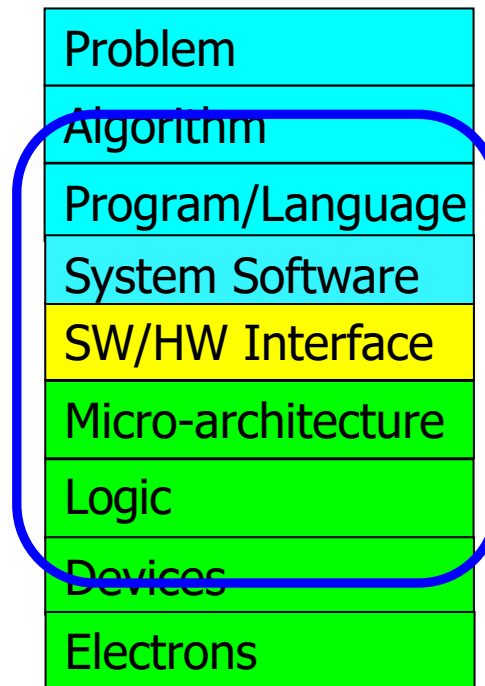 Problem
Algorithm
Program/Language
System Software
SW/HW Interface
Micro-architecture
Logic
Devices
Electrons